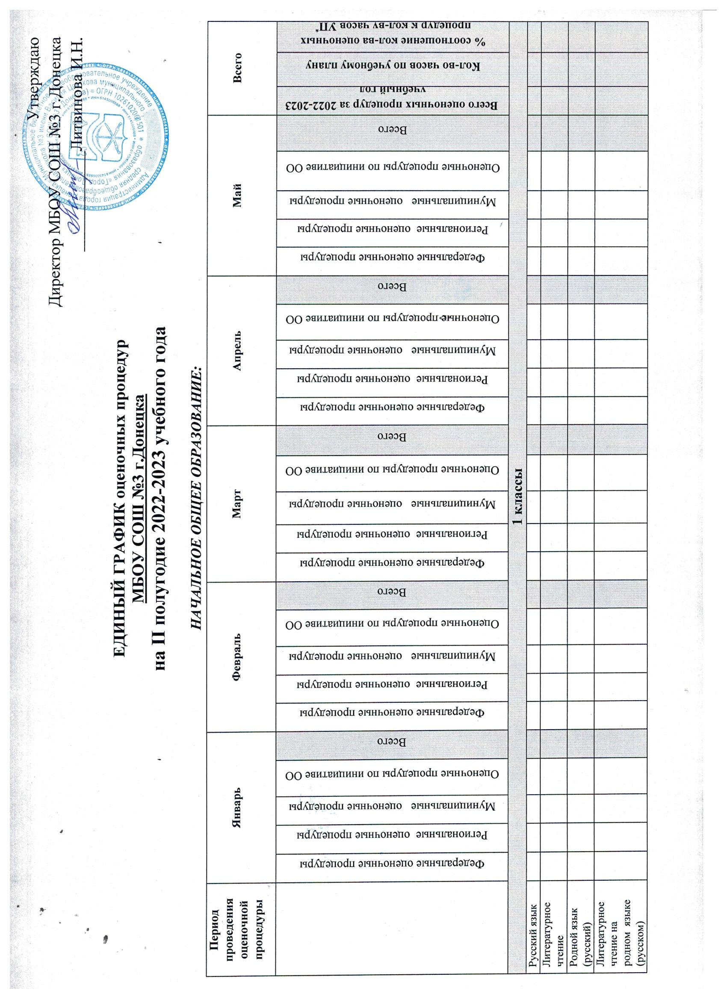 Утверждаю
Директор МБОУ СОШ №3 г.Донецка
Литвинова И.Н.
ЕДИНЫЙ ГРАФИК оценочных процедур
МБОУ СОШ №3 г.Донецка
на II полугодие 2022-2023 учебного года
НАЧАЛЬНОЕ ОБЩЕЕ ОБРАЗОВАНИЕ:
Период
проведения
оценочной
процедуры
Январь
Февраль
Март
Апрель
Май
Всего
Федеральные оценочные процедуры
Региональные оценочные процедуры
Муниципальные оценочные процедуры
Оценочные процедуры по инициативе ОО
Всего
Федеральные оценочные процедуры
Региональные оценочные процедуры
Муниципальные оценочные процедуры
Оценочные процедуры по инициативе ОО
Всего
Федеральные оценочные процедуры
Региональные оценочные процедуры
Муниципальные оценочные процедуры
Оценочные процедуры по инициативе ОО
Всего
Федеральные оценочные процедуры
Региональные оценочные процедуры
Муниципальные оценочные процедуры
Оценочные процедуры по инициативе ОО
Всего
Федеральные оценочные процедуры
Региональные оценочные процедуры
Муниципальные оценочные процедуры
Оценочные процедуры по инициативе ОО
Всего
Всего оценочных процедур за 2022-2023
учебный год
Кол-во часов по учебному плану
% соотношение кол-ва оценочных
процедур к кол-ву часов УП*
1 классы
Русский язык
Литературное
чтение
Родной язык
(русский)
Литературное
чтение на
родном языке
(русском)